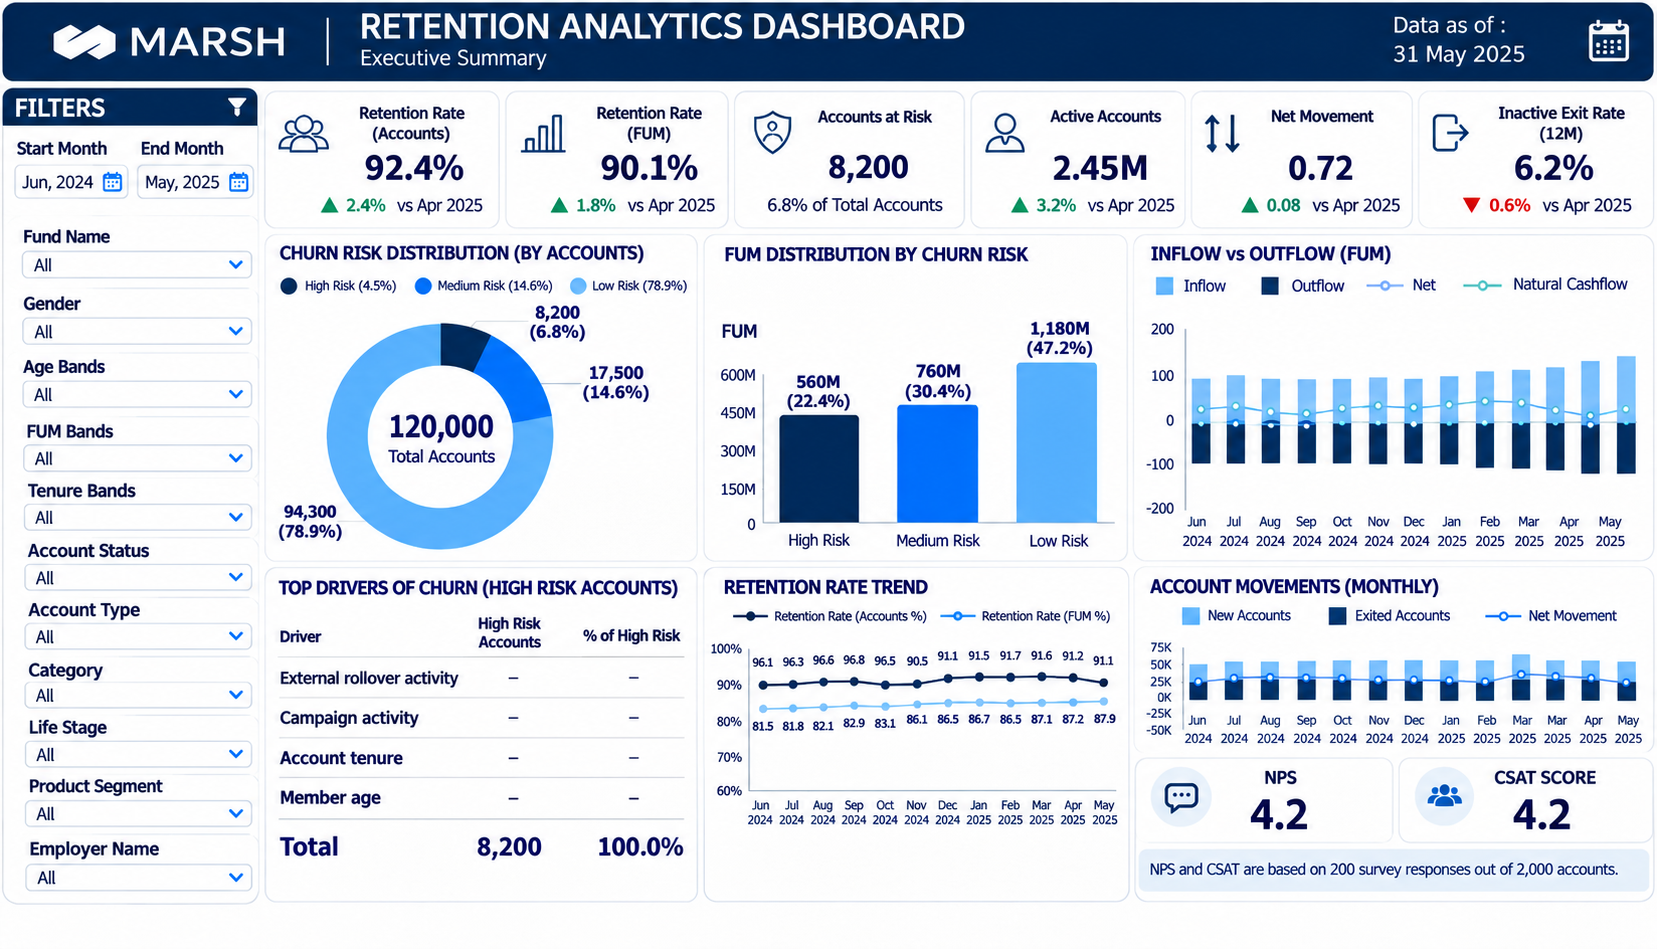 MARSH
RETENTION ANALYTICS DASHBOARD
Executive Summary
Data as of :
31 May 2025
FILTERS
Start Month End Month
Jun, 2024 May, 2025
Fund Name
All
Gender
All
Age Bands
All
FUM Bands
All
Tenure Bands
All
Account Status
All
Account Type
All
Category
All
Life Stage
All
Product Segment
All
Employer Name
All
Retention Rate
(Accounts)
92.4%
2.4% vs Apr 2025
Retention Rate
(FUM)
90.1%
1.8% vs Apr 2025
Accounts at Risk
8,200
6.8% of Total Accounts
Active Accounts
2.45M
3.2% vs Apr 2025
Net Movement
0.72
0.08 vs Apr 2025
Inactive Exit Rate
(12M)
6.2%
0.6% vs Apr 2025
CHURN RISK DISTRIBUTION (BY ACCOUNTS)
High Risk (4.5%) Medium Risk (14.6%) Low Risk (78.9%)
8,200
(6.8%)
17,500
(14.6%)
120,000
Total Accounts
94,300
(78.9%)
FUM DISTRIBUTION BY CHURN RISK
FUM
1,180M
(47.2%)
760M
(30.4%)
560M
(22.4%)
600M
450M
300M
150M
0
High Risk Medium Risk Low Risk
INFLOW vs OUTFLOW (FUM)
Inflow Outflow Net Natural Cashflow
200
100
0
-100
-200
Jun Jul Aug Sep Oct Nov Dec Jan Feb Mar Apr May
2024 2024 2024 2024 2024 2024 2024 2025 2025 2025 2025 2025
TOP DRIVERS OF CHURN (HIGH RISK ACCOUNTS)
Driver High Risk Accounts % of High Risk
External rollover activity – –
Campaign activity – –
Account tenure – –
Member age – –
Total 8,200 100.0%
RETENTION RATE TREND
Retention Rate (Accounts %) Retention Rate (FUM %)
100%
90%
80%
70%
60%
96.1 96.3 96.6 96.8 96.5 90.5 91.1 91.5 91.7 91.6 91.2 91.1
81.5 81.8 82.1 82.9 83.1 86.1 86.5 86.7 86.5 87.1 87.2 87.9
Jun Jul Aug Sep Oct Nov Dec Jan Feb Mar Apr May
2024 2024 2024 2024 2024 2024 2024 2025 2025 2025 2025 2025
ACCOUNT MOVEMENTS (MONTHLY)
New Accounts Exited Accounts Net Movement
75K
50K
25K
0K
-25K
-50K
Jun Jul Aug Sep Oct Nov Dec Jan Feb Mar Mar Apr May
2024 2024 2024 2024 2024 2024 2024 2025 2025 2025 2025 2025 2025
NPS
4.2
CSAT SCORE
4.2
NPS and CSAT are based on 200 survey responses out of 2,000 accounts.